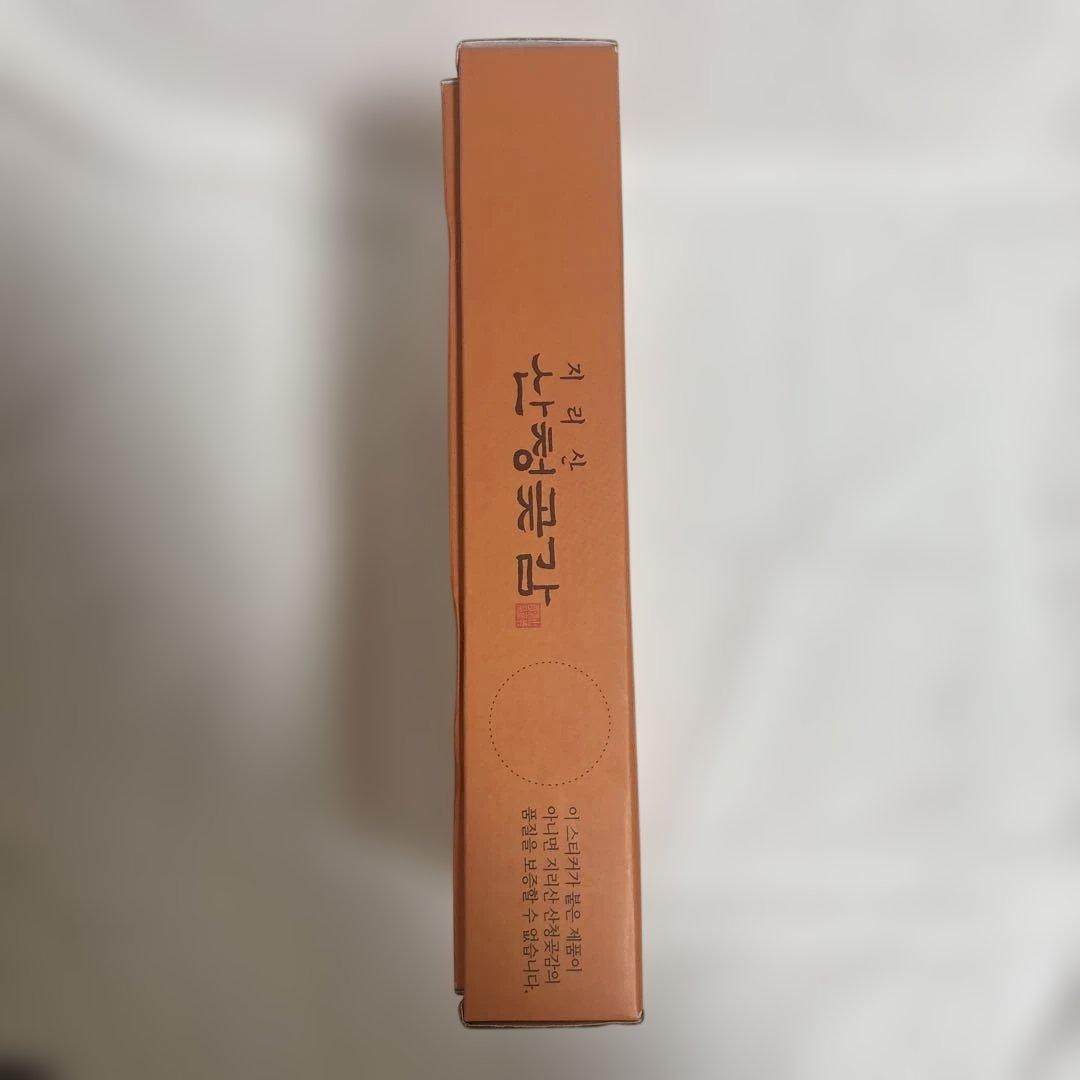 지리산
산청곶감
이 스티커가 붙은 제품이
아니면 지리산 산청곶감의
품질을 보증할 수 없습니다.